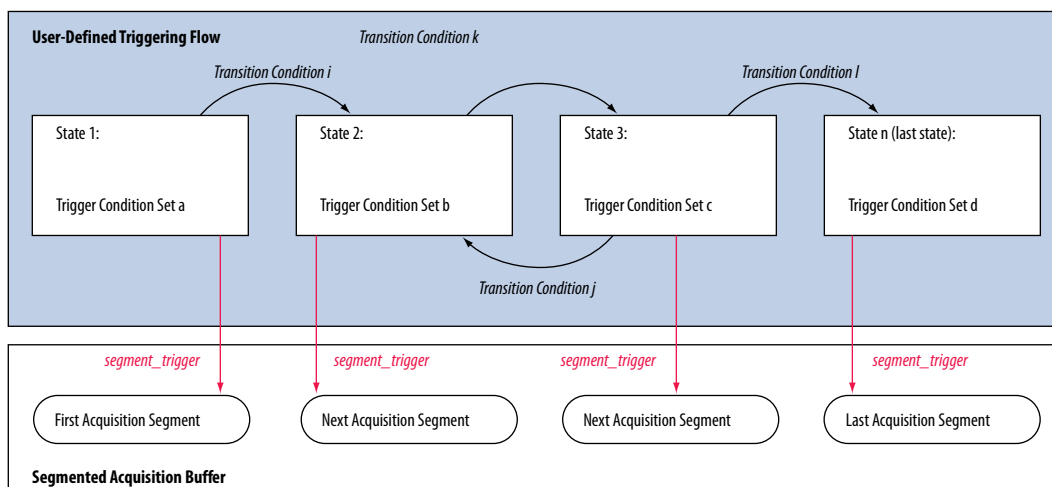 User-Defined Triggering Flow
Transition Condition k
Transition Condition i
Transition Condition l
State 1:
State 2:
State 3:
State n (last state):
Trigger Condition Set a
Trigger Condition Set b
Trigger Condition Set c
Trigger Condition Set d
Transition Condition j
segment_trigger
segment_trigger
segment_trigger
segment_trigger
First Acquisition Segment
Next Acquisition Segment
Next Acquisition Segment
Last Acquisition Segment
Segmented Acquisition Buffer